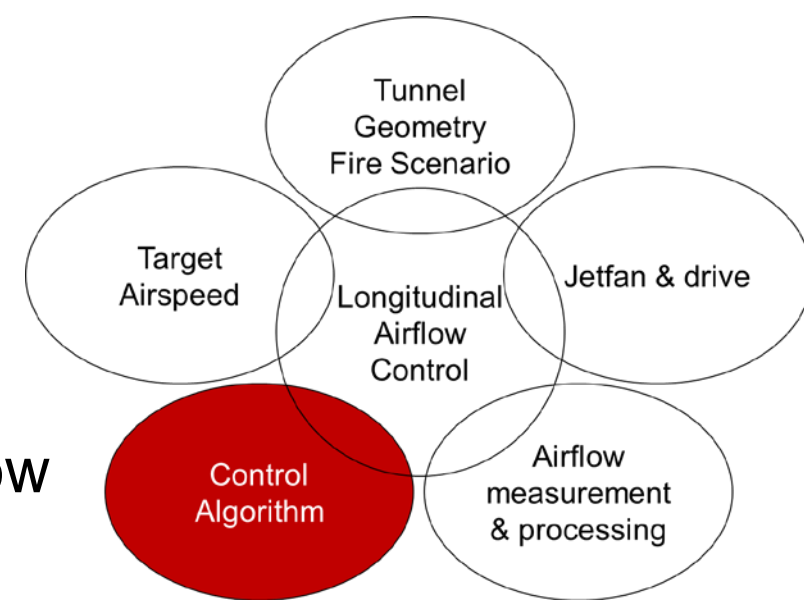 Tunnel
Geometry
Fire Scenario
Target
Airspeed
Jetfan & drive
Longitudinal
Airflow
Control
Control
Algorithm
Airflow
measurement
& processing